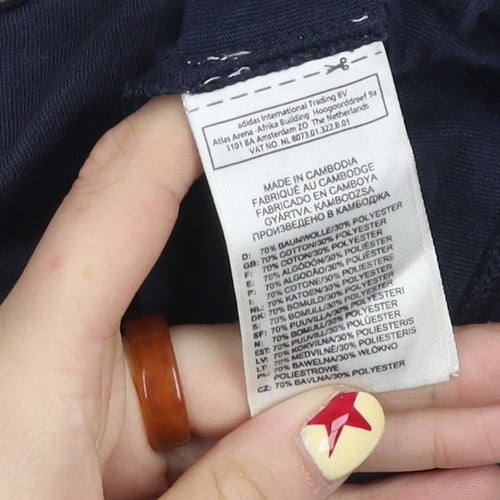 adidas International Trading BV
Atlas Arena -Afrika Building Hoogoorddreef 9a
1101 BA Amsterdam ZO The Netherlands
VAT NO. NL 8073.01.322.B.01
MADE IN CAMBODIA
FABRIQUÉ AU CAMBODGE
FABRICADO EN CAMBOYA
GYÁRTVA: KAMBODZSA
ПРОИЗВЕДЕНО В КАМБОДЖА
D: 70% BAUMWOLLE/30% POLYESTER
GB: 70% COTTON/30% POLYESTER
F: 70% COTON/30% POLYESTER
E: 70% ALGODÓN/30% POLIÉSTER
P: 70% ALGODÃO/30% POLIÉSTER
I: 70% COTONE/30% POLIESTERE
NL: 70% KATOEN/30% POLYESTER
DK: 70% BOMULD/30% POLYESTER
S: 70% BOMULL/30% POLYESTER
SF: 70% PUUVILLA/30% POLYESTERI
N: 70% BOMULL/30% POLYESTER
EST: 70% PUUVILLA/30% POLÜESTER
LV: 70% KOKVILNA/30% POLIESTERIS
LT: 70% MEDVILNĖ/30% POLIESTERIS
PL: 70% BAWEŁNA/30% WŁÓKNO
POLIESTROWE
CZ: 70% BAVLNA/30% POLYESTER